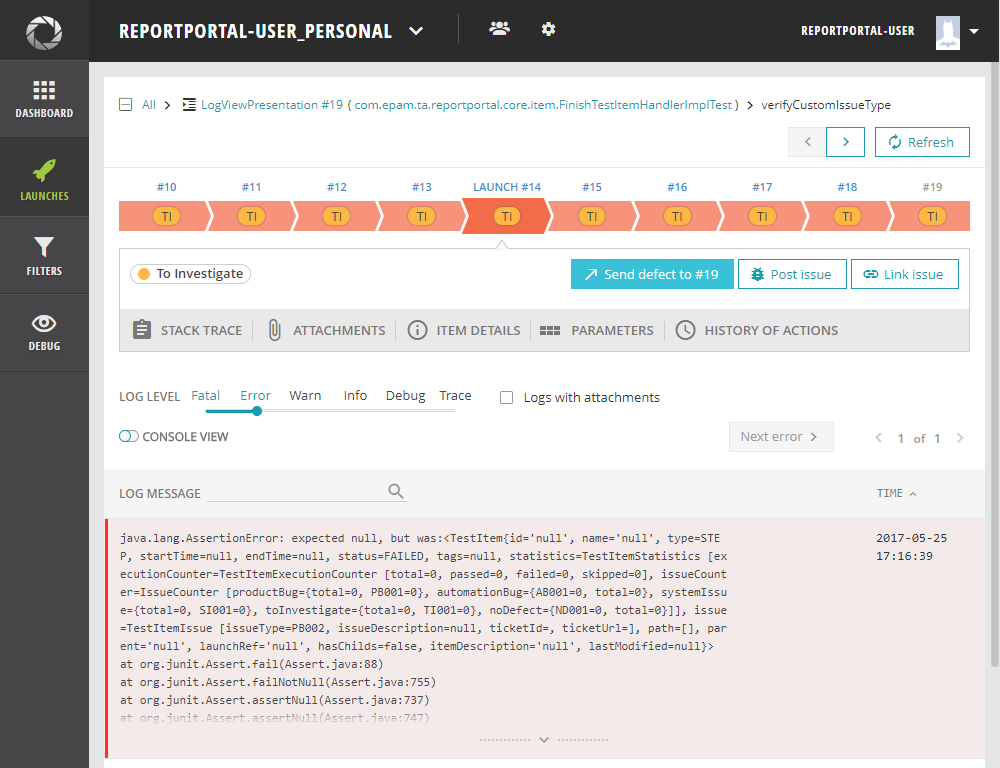 REPORTPORTAL-USER_PERSONAL
REPORTPORTAL-USER
DASHBOARD
LAUNCHES
FILTERS
DEBUG
All LogViewPresentation #19 ( com.epam.ta.reportportal.core.item.FinishTestItemHandlerImplTest ) verifyCustomIssueType
Refresh
#10 #11 #12 #13 LAUNCH #14 #15 #16 #17 #18 #19
TI TI TI TI TI TI TI TI TI TI
To Investigate Send defect to #19 Post issue Link issue
STACK TRACE ATTACHMENTS ITEM DETAILS PARAMETERS HISTORY OF ACTIONS
LOG LEVEL Fatal Error Warn Info Debug Trace Logs with attachments
CONSOLE VIEW Next error 1 of 1
LOG MESSAGE TIME
java.lang.AssertionError: expected null, but was:<TestItem{id='null', name='null', type=STE
P, startTime=null, endTime=null, status=FAILED, tags=null, statistics=TestItemStatistics [ex
ecutionCounter=TestItemExecutionCounter [total=0, passed=0, failed=0, skipped=0], issueCount
er=IssueCounter [productBug={total=0, PB001=0}, automationBug={AB001=0, total=0}, systemIssu
e={total=0, SI001=0}, toInvestigate={total=0, TI001=0}, noDefect={ND001=0, total=0}]], issue
=TestItemIssue [issueType=PB002, issueDescription=null, ticketId=, ticketUrl=], path=[], par
ent='null', launchRef='null', hasChilds=false, itemDescription='null', lastModified=null}>
at org.junit.Assert.fail(Assert.java:88)
at org.junit.Assert.failNotNull(Assert.java:755)
at org.junit.Assert.assertNull(Assert.java:737)
at org.junit.Assert.assertNull(Assert.java:747)
2017-05-25
17:16:39